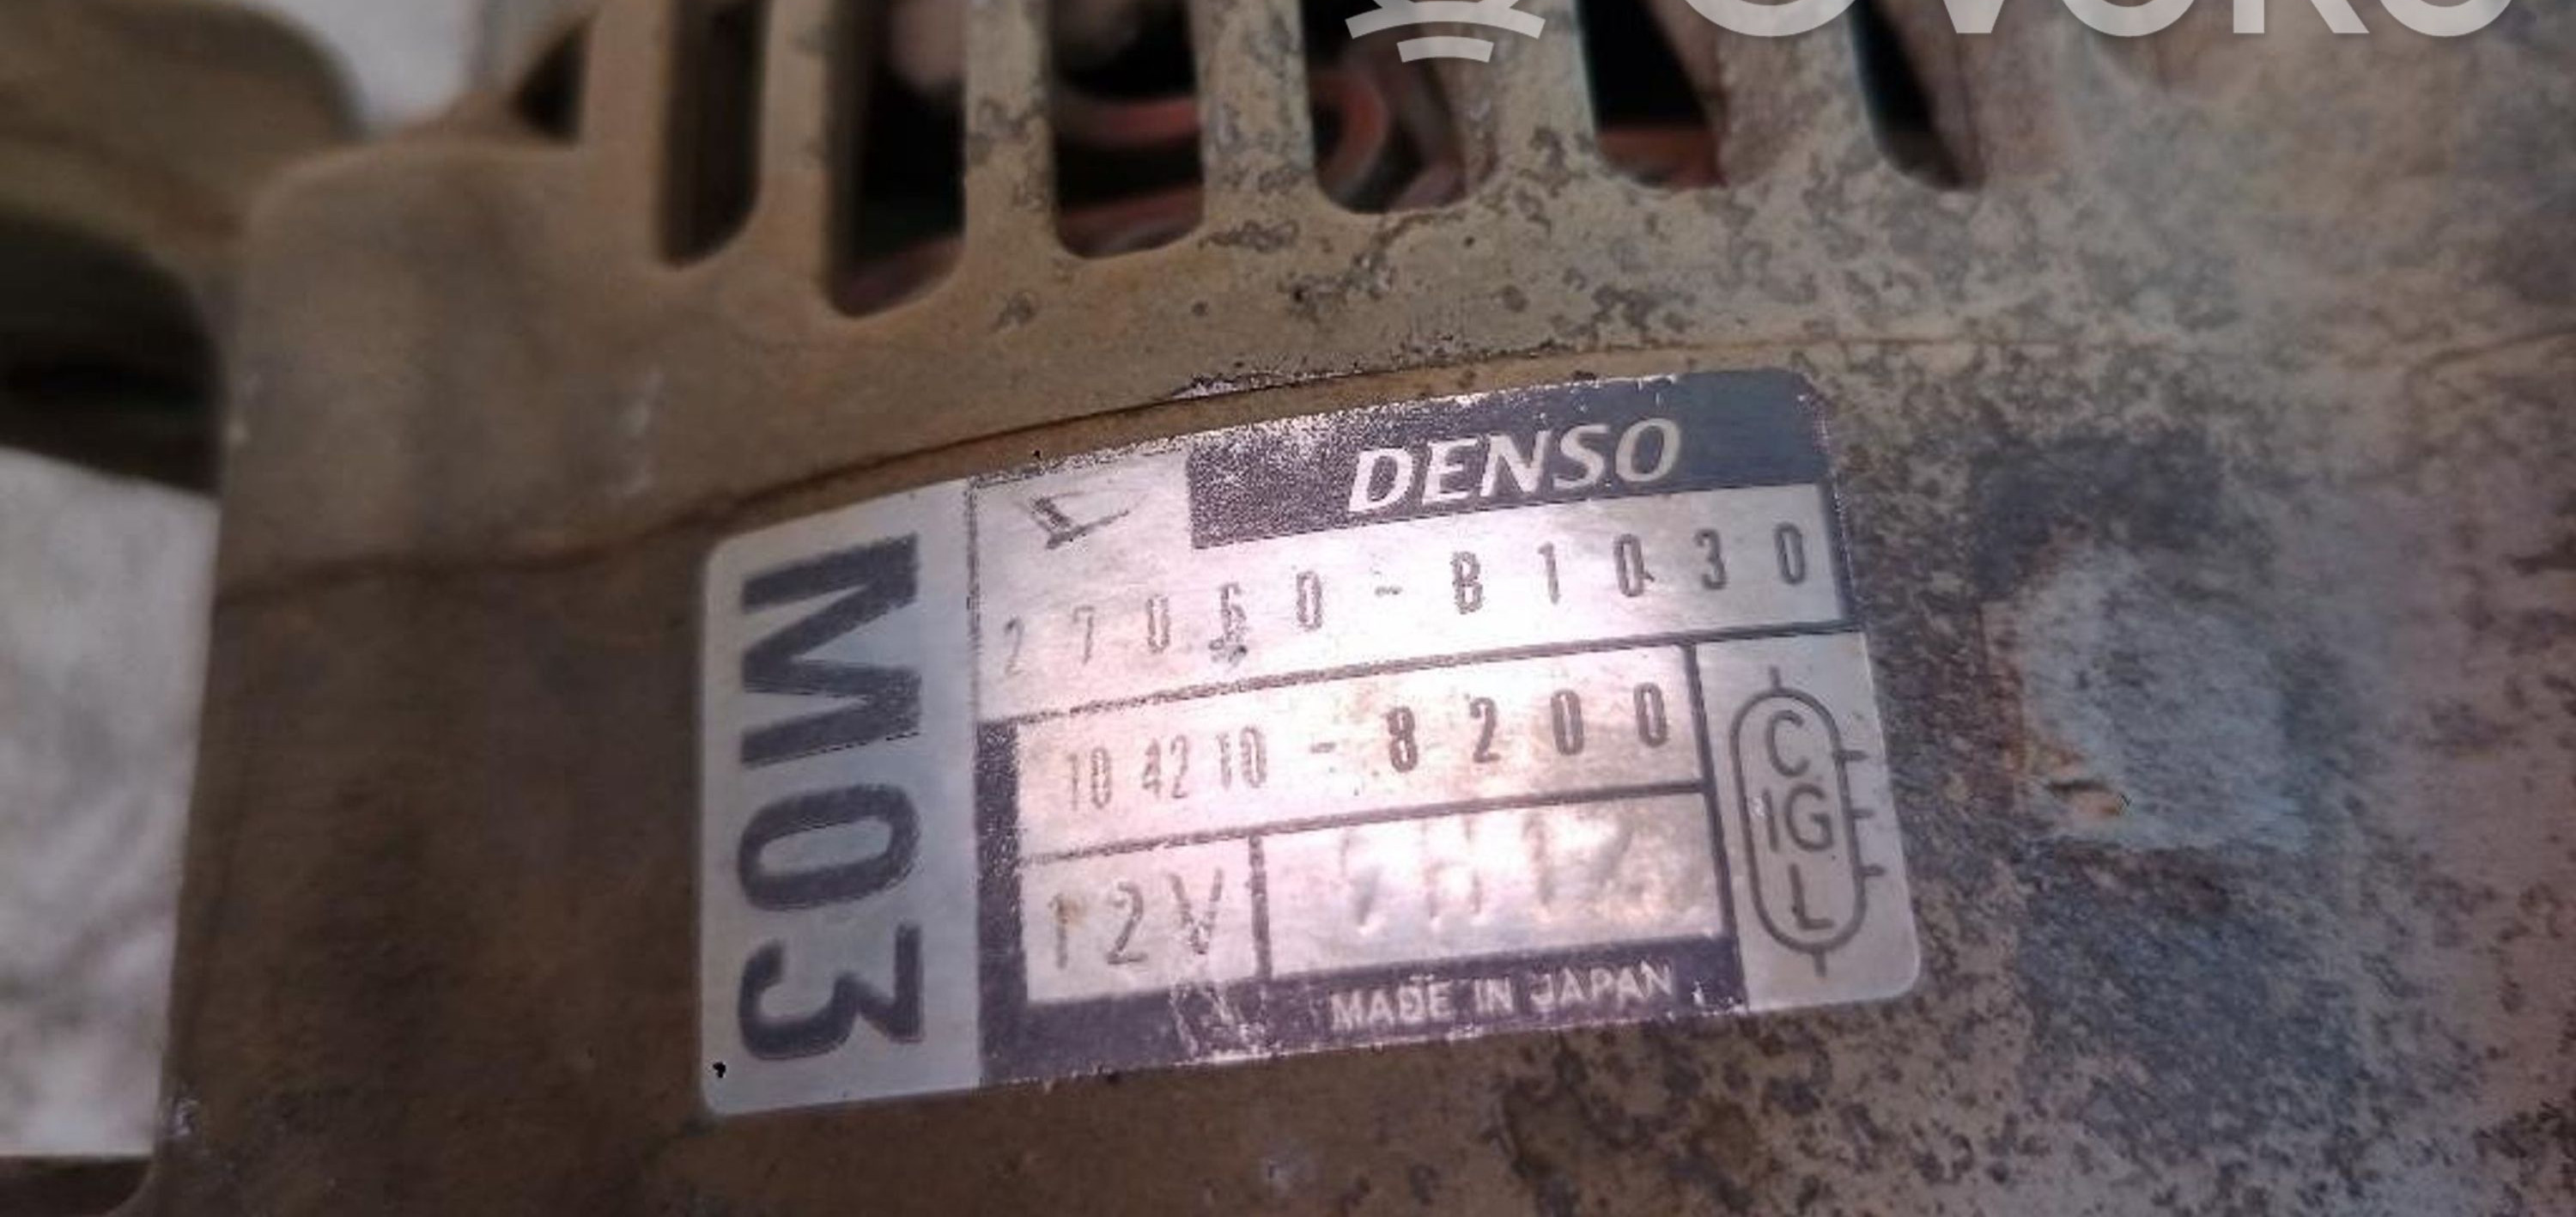 DENSO
27060-B1030
104210-8200
12V
MADE IN JAPAN
M03
C
IG
L